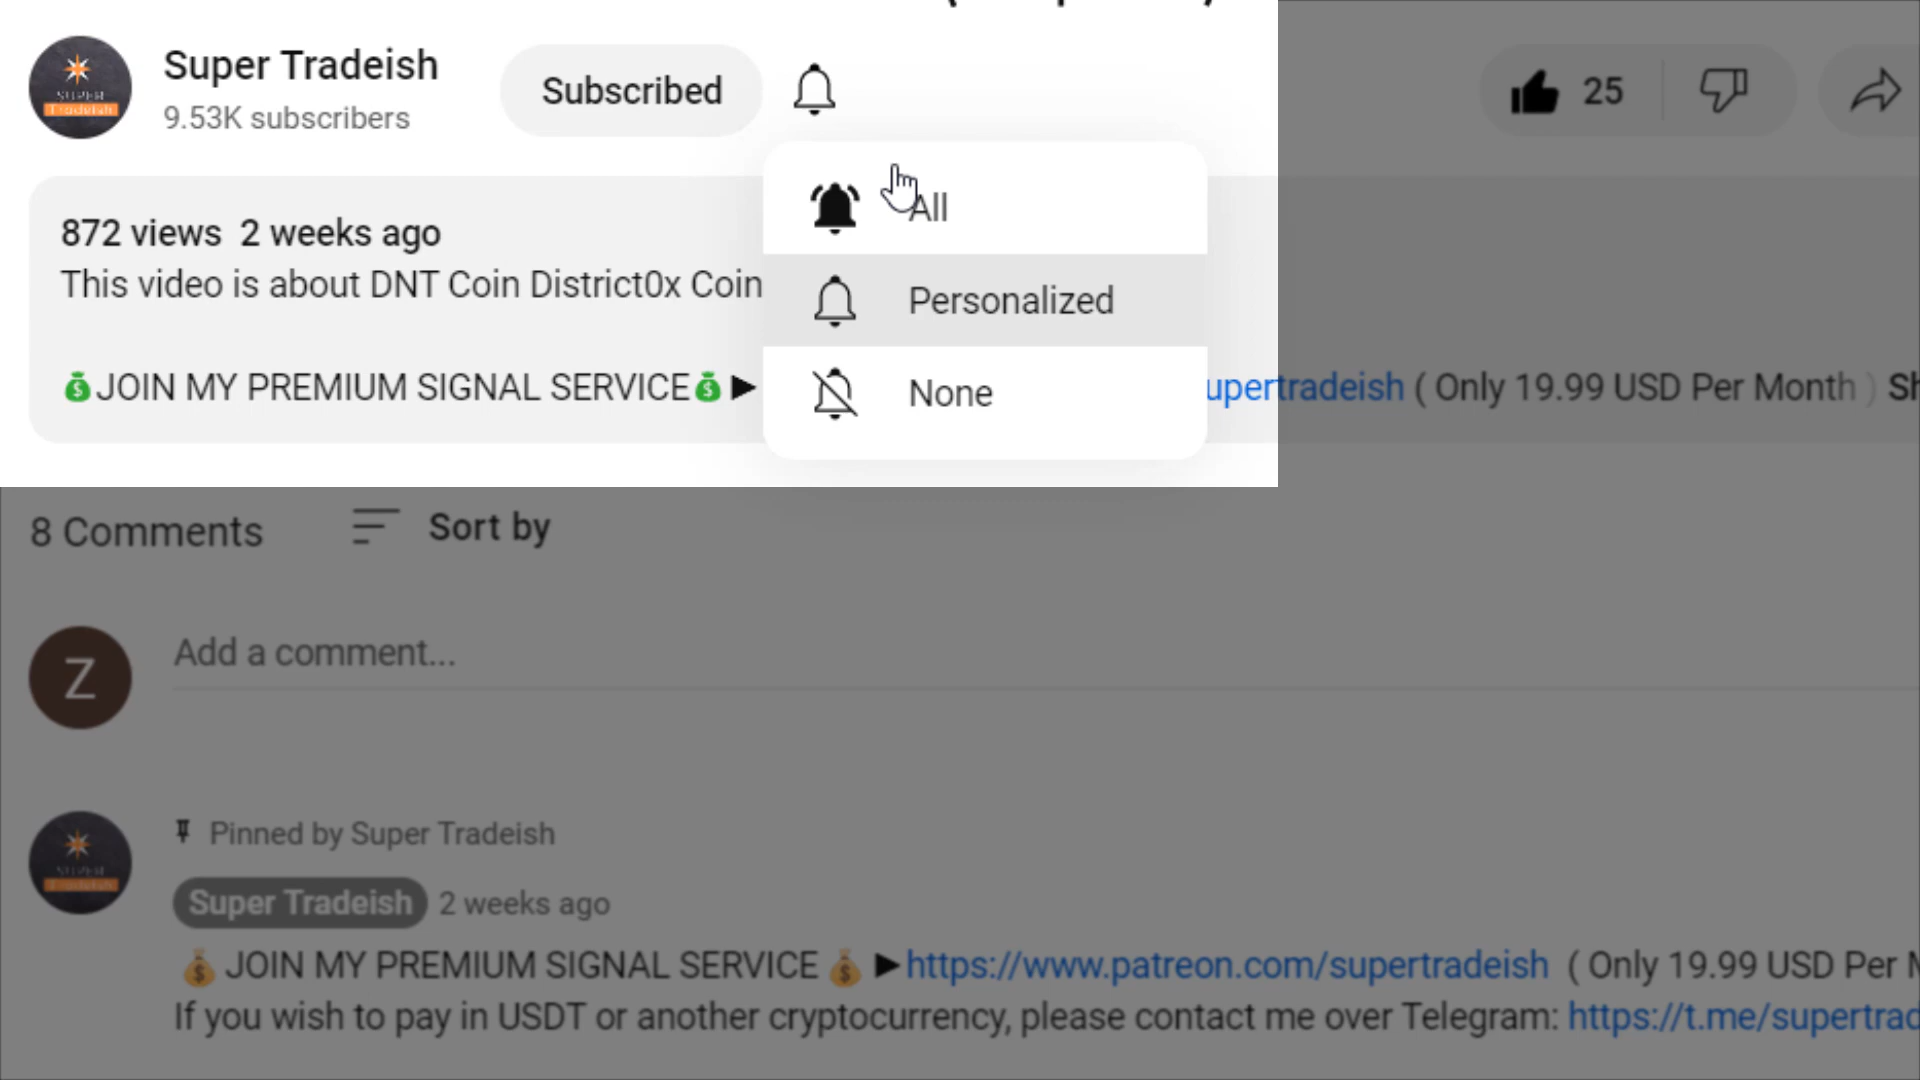 Super Tradeish
9.53K subscribers
Subscribed
25
All
Personalized
None
872 views 2 weeks ago
This video is about DNT Coin District0x Coin
💰JOIN MY PREMIUM SIGNAL SERVICE💰▶
upertradeish ( Only 19.99 USD Per Month ) Sh
8 Comments
Sort by
Z
Add a comment...
Pinned by Super Tradeish
Super Tradeish 2 weeks ago
💰 JOIN MY PREMIUM SIGNAL SERVICE 💰 ▶https://www.patreon.com/supertradeish ( Only 19.99 USD Per M
If you wish to pay in USDT or another cryptocurrency, please contact me over Telegram: https://t.me/supertrad